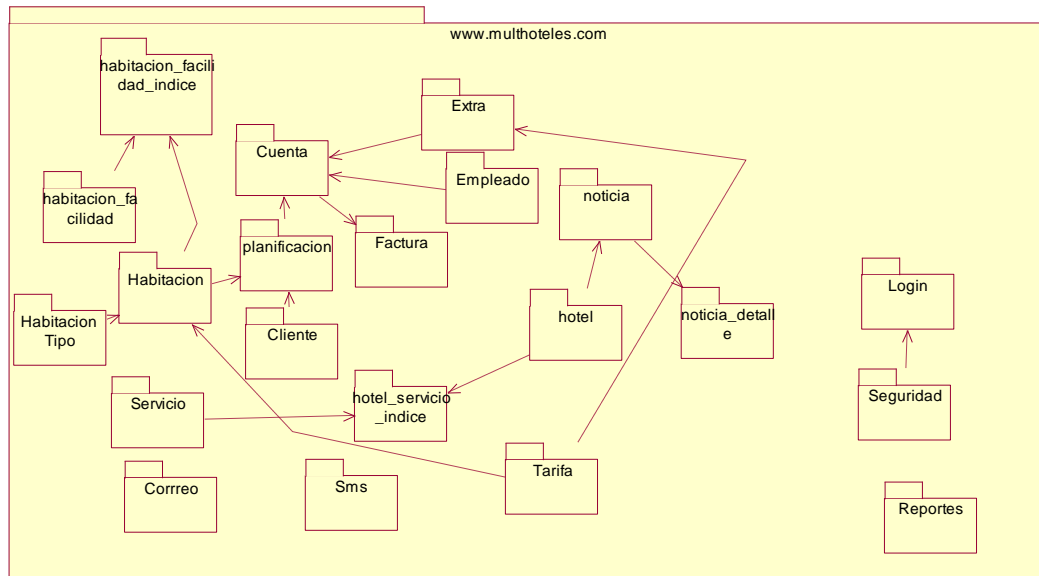 www.multhoteles.com
habitacion_facili
dad_indice
Extra
Cuenta
Empleado
noticia
habitacion_fa
cilidad
planificacion
Factura
Habitacion
Login
Habitacion
Tipo
Cliente
hotel
noticia_detall
e
Servicio
hotel_servicio
_indice
Seguridad
Tarifa
Corrreo
Sms
Reportes